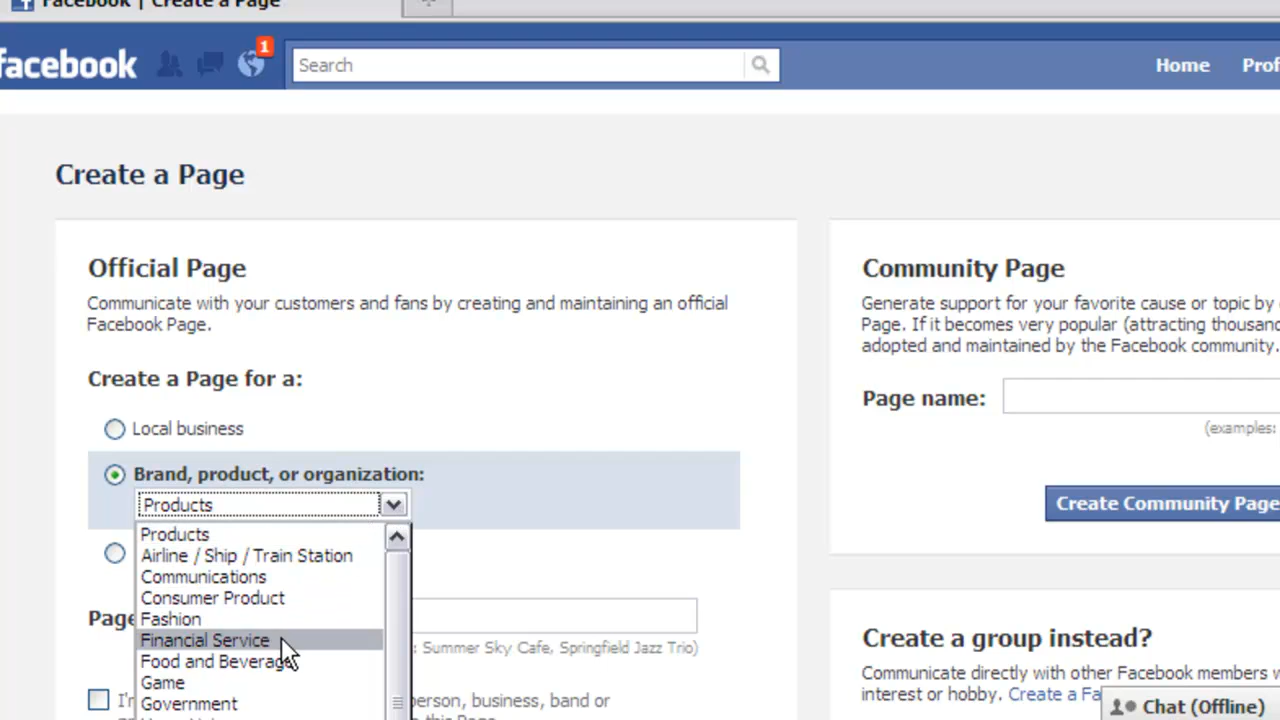 Facebook | Create a Page
facebook
1
Search
Home
Create a Page
Official Page
Communicate with your customers and fans by creating and maintaining an official
Facebook Page.
Create a Page for a:
Local business
Brand, product, or organization:
Products
Products
Airline / Ship / Train Station
Communications
Consumer Product
Fashion
Financial Service
Food and Beverage
Game
Government
Summer Sky Cafe, Springfield Jazz Trio)
person, business, band or
this Page
Community Page
Generate support for your favorite cause or topic by
Page. If it becomes very popular (attracting
adopted and maintained by the Facebook community.
Page name:
(examples:
Create Community Page
Create a group instead?
Communicate directly with other Facebook members
interest or hobby. Create a
Chat (Offline)